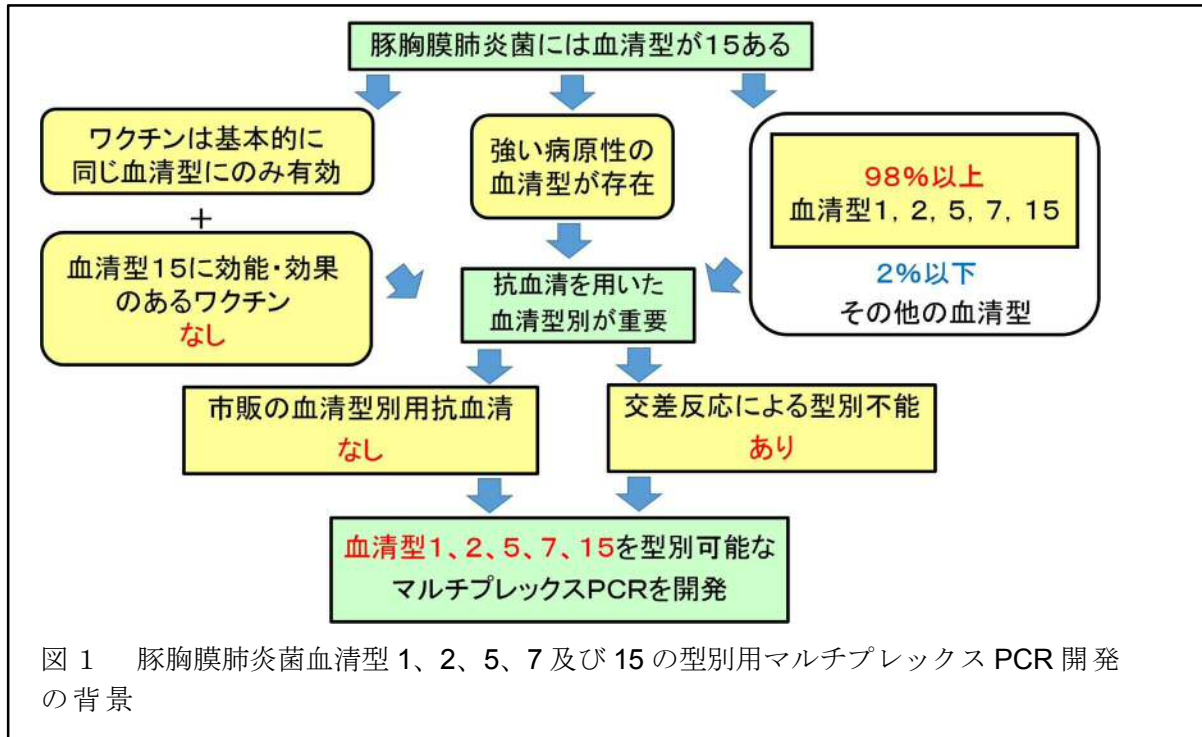 豚胸膜肺炎菌には血清型が15ある
ワクチンは基本的に
同じ血清型にのみ有効
+
血清型15に効能・効果
のあるワクチン
なし
強い病原性の
血清型が存在
98%以上
血清型1, 2, 5, 7, 15
2%以下
その他の血清型
抗血清を用いた
血清型別が重要
市販の血清型別用抗血清
なし
交差反応による型別不能
あり
血清型1、2、5、7、15を型別可能な
マルチプレックスPCRを開発
図1 豚胸膜肺炎菌血清型1、2、5、7及び15の型別用マルチプレックスPCR開発
の背景